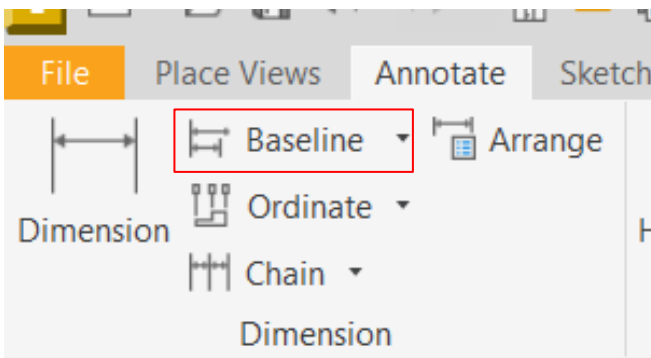 File Place Views Annotate Sketch
Baseline Arrange
Dimension Ordinate
Chain
Dimension